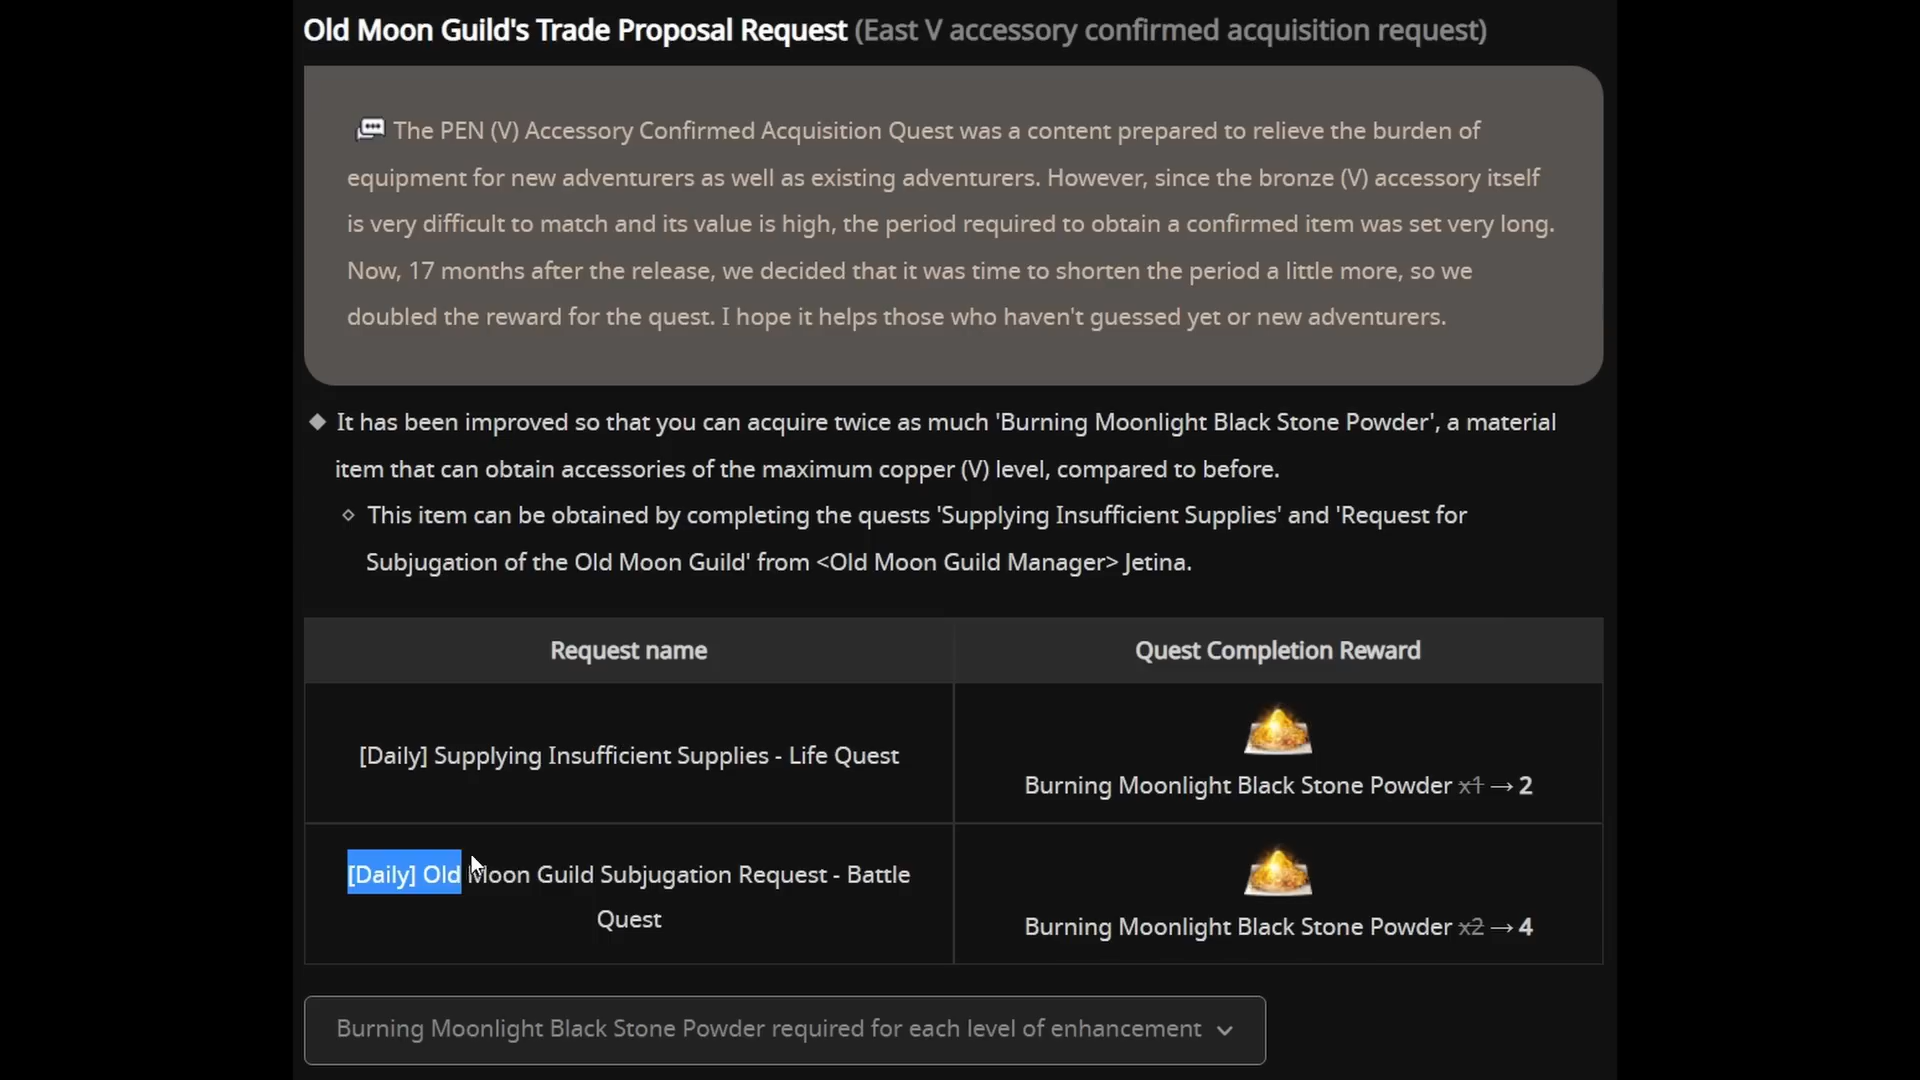 Old Moon Guild's Trade Proposal Request (East V accessory confirmed acquisition request)
The PEN (V) Accessory Confirmed Acquisition Quest was a content prepared to relieve the burden of
equipment for new adventurers as well as existing adventurers. However, since the bronze (V) accessory itself
is very difficult to match and its value is high, the period required to obtain a confirmed item was set very long.
Now, 17 months after the release, we decided that it was time to shorten the period a little more, so we
doubled the reward for the quest. I hope it helps those who haven't guessed yet or new adventurers.
◆ It has been improved so that you can acquire twice as much 'Burning Moonlight Black Stone Powder', a material
item that can obtain accessories of the maximum copper (V) level, compared to before.
◇ This item can be obtained by completing the quests 'Supplying Insufficient Supplies' and 'Request for
Subjugation of the Old Moon Guild' from <Old Moon Guild Manager> Jetina.
Request name
Quest Completion Reward
[Daily] Supplying Insufficient Supplies - Life Quest
Burning Moonlight Black Stone Powder x1 → 2
[Daily] Old Moon Guild Subjugation Request - Battle
Quest
Burning Moonlight Black Stone Powder x2 → 4
Burning Moonlight Black Stone Powder required for each level of enhancement